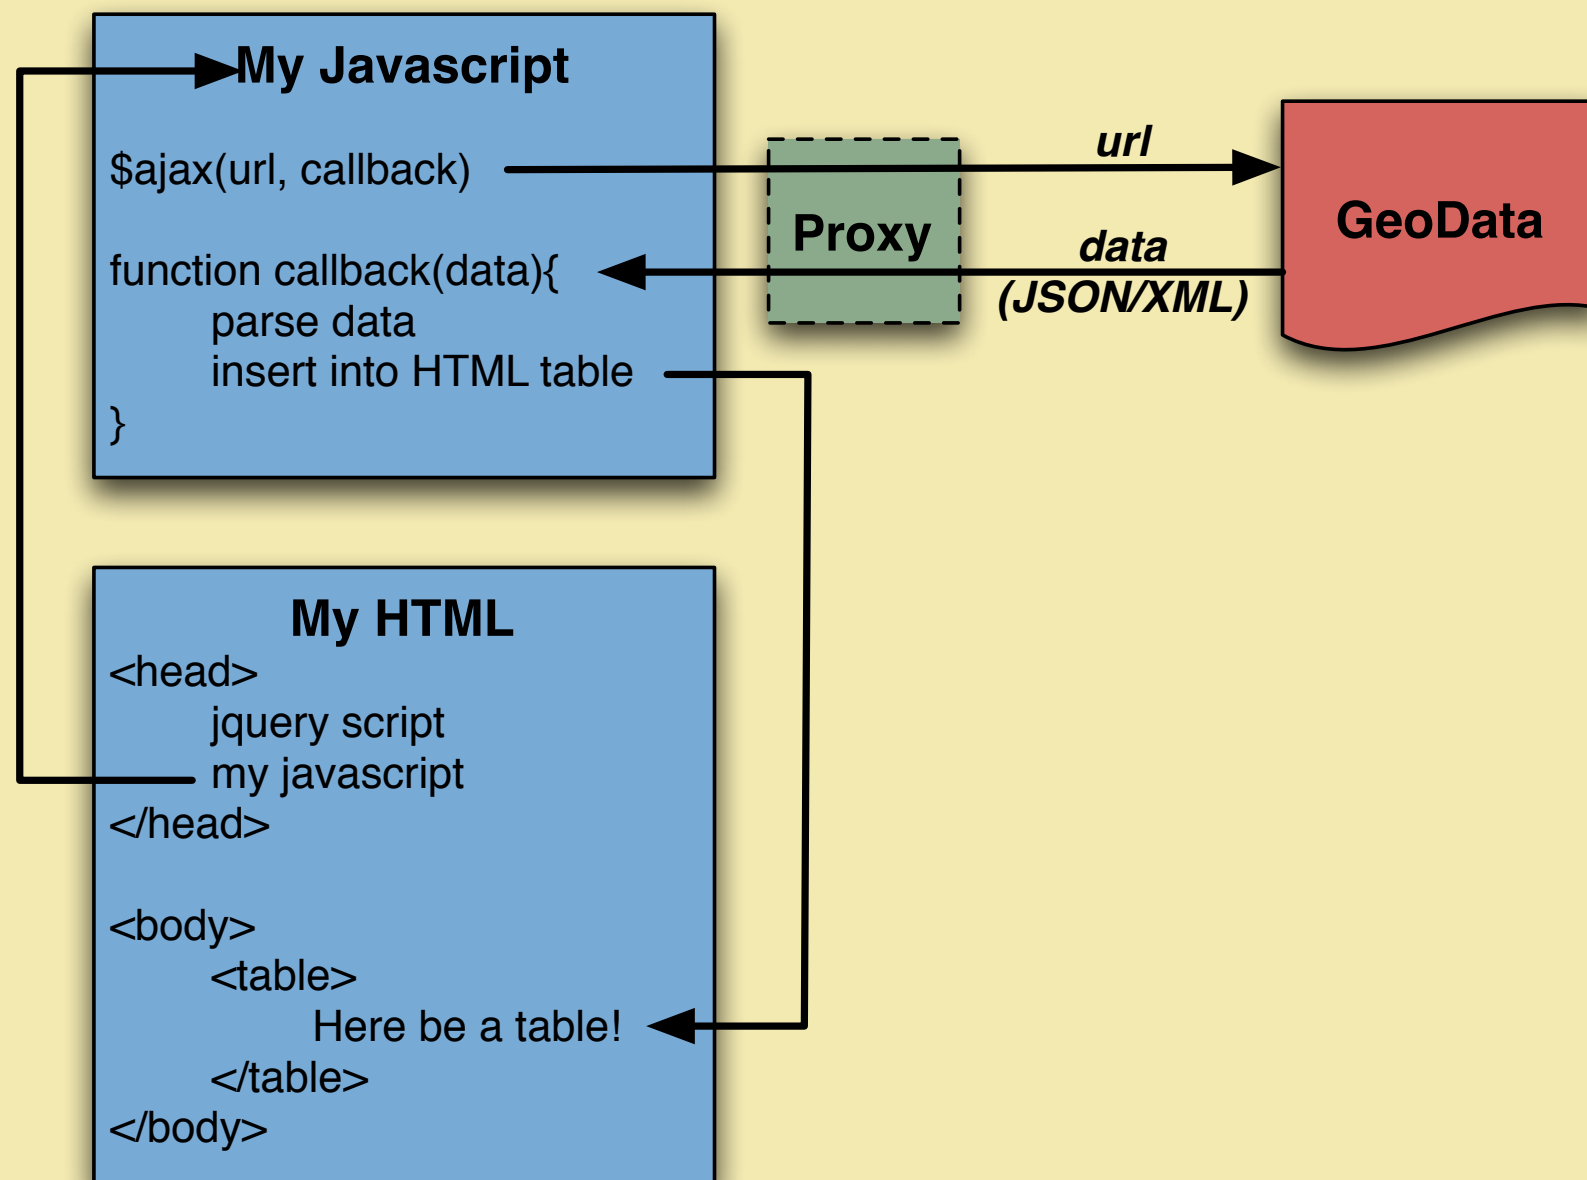 My Javascript
$ajax(url, callback)
function callback(data){
parse data
insert into HTML table
}
Proxy
url
data
(JSON/XML)
GeoData
My HTML
<head>
jquery script
my javascript
</head>
<body>
<table>
Here be a table!
</table>
</body>